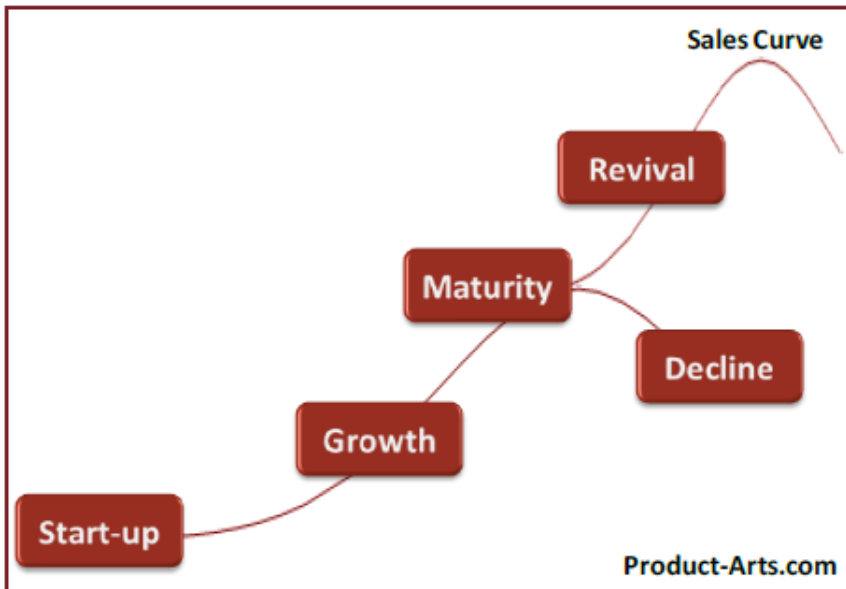 Sales Curve
Revival
Maturity
Decline
Growth
Start-up
Product-Arts.com